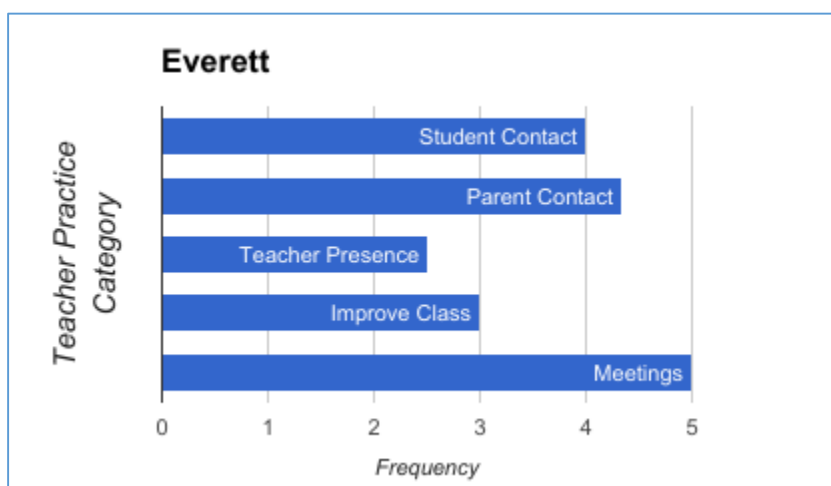 Everett
Teacher Practice
Category
Student Contact
Parent Contact
Teacher Presence
Improve Class
Meetings
0 1 2 3 4 5
Frequency